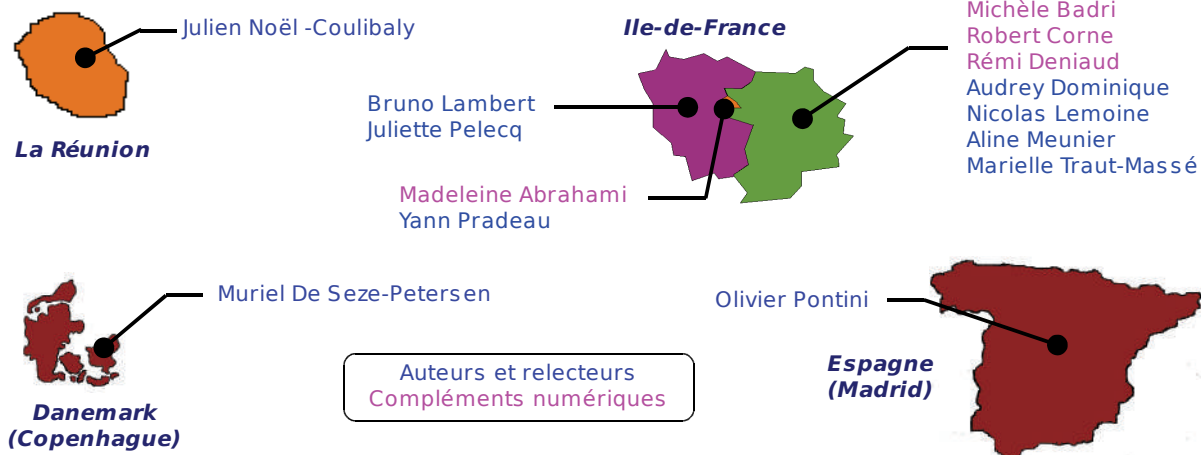 Julien Noël -Coulibaly
La Réunion
Ile-de-France
Bruno Lambert
Juliette Pelecq
Madeleine Abrahami
Yann Pradeau
Michèle Badri
Robert Corne
Rémi Deniaud
Audrey Dominique
Nicolas Lemoine
Aline Meunier
Marielle Traut-Massé
Muriel De Seze-Petersen
Danemark
(Copenhague)
Auteurs et relecteurs
Compléments numériques
Olivier Pontini
Espagne
(Madrid)